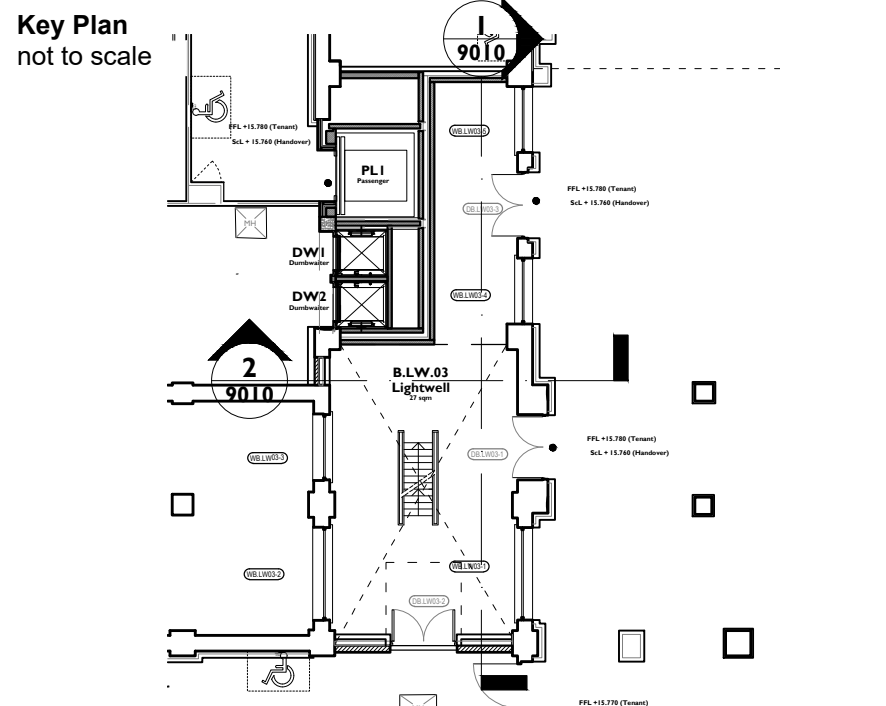 Key Plan
not to scale
1
9010
FFL +15.780 (Tenant)
ScL + 15.760 (Handover)
WB.LW03-5
PL1
Passenger
FFL +15.780 (Tenant)
ScL + 15.760 (Handover)
DB.LW03-3
MH
DW1
Dumbwaiter
DW2
Dumbwaiter
WB.LW03-4
2
9010
B.LW.03
Lightwell
27 sqm
FFL +15.780 (Tenant)
ScL + 15.760 (Handover)
DB.LW03-1
WB.LW03-3
WB.LW03-1
WB.LW03-2
DB.LW03-2
FFL +15.770 (Tenant)